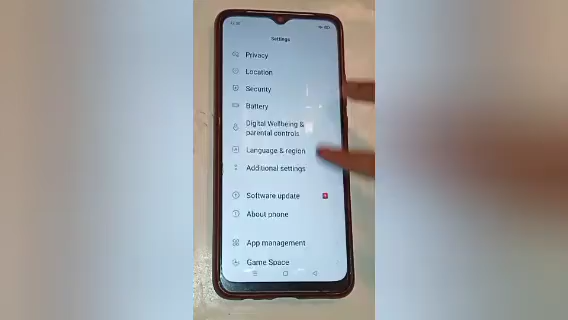 Settings
Privacy
Location
Security
Battery
Digital Wellbeing &
parental controls
Language & region
Additional settings
Software update
About phone
App management
Game Space